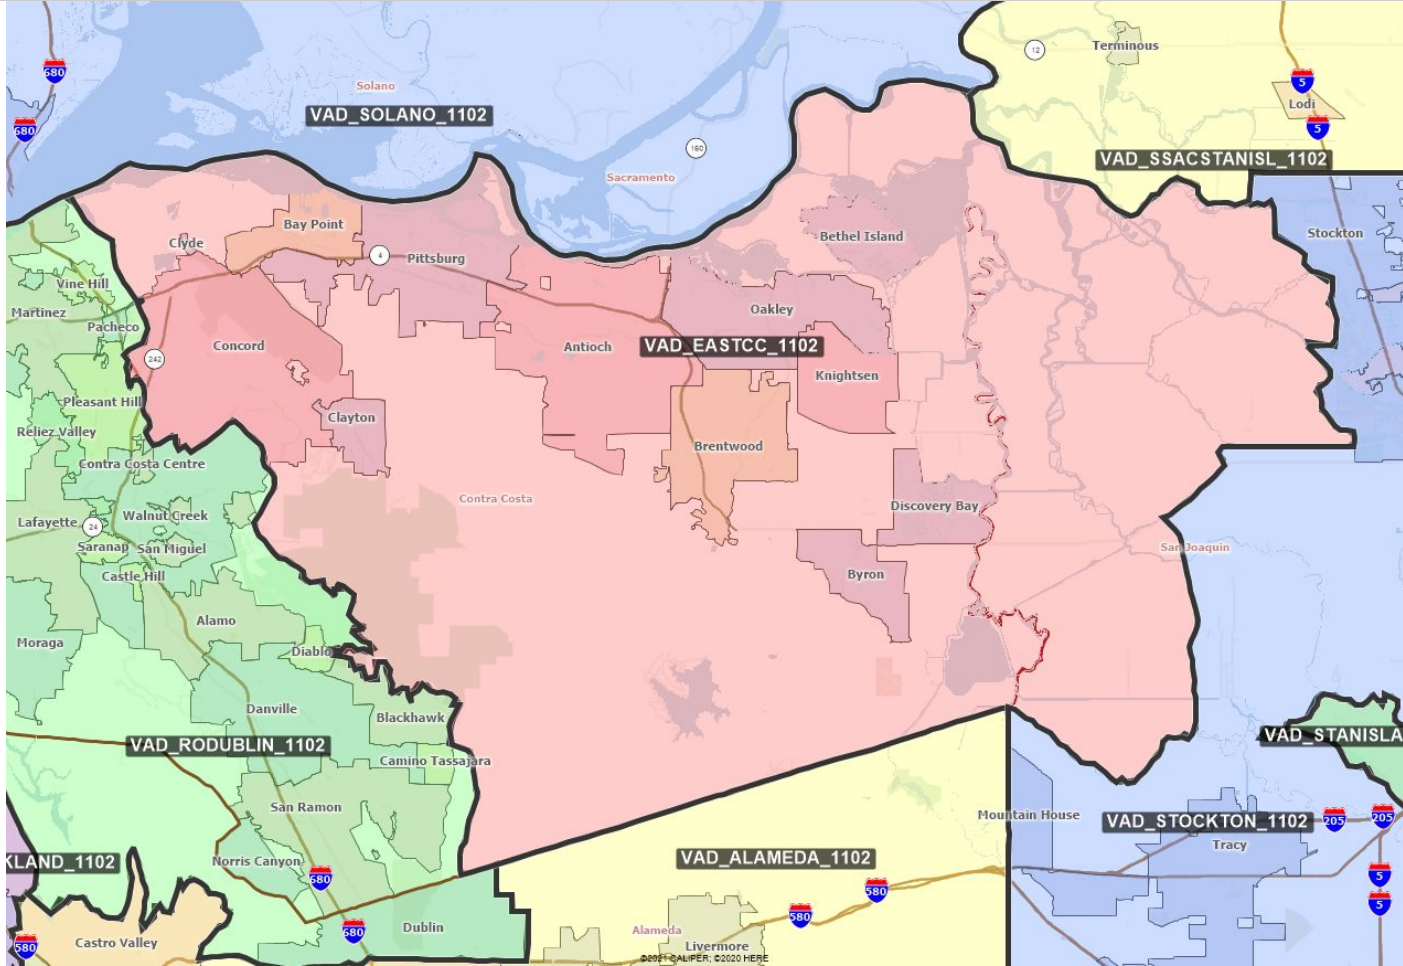 680
Solano
VAD_SOLANO_1102
680
160
Sacramento
12
Terminous
5
Lodi
5
VAD_SSACSTANISL_1102
Stockton
Bay Point
Clyde
4
Pittsburg
Bethel Island
Vine Hill
Martinez
Pacheco
Oakley
242
Concord
Antioch
VAD_EASTCC_1102
Knightsen
Pleasant Hill
Clayton
Reliez Valley
Brentwood
Contra Costa Centre
Contra Costa
Discovery Bay
Lafayette
24
Walnut Creek
Saranap
San Miguel
San Joaquin
Castle Hill
Byron
Alamo
Moraga
Diablo
Danville
Blackhawk
VAD_RODUBLIN_1102
Camino Tassajara
VAD_STANISLA
San Ramon
Mountain House
VAD_STOCKTON_1102
205
205
Tracy
KLAND_1102
Norris Canyon
680
VAD_ALAMEDA_1102
580
5
5
580
680
Dublin
Castro Valley
580
Alameda
Livermore
©2021 CALIPER; ©2020 HERE